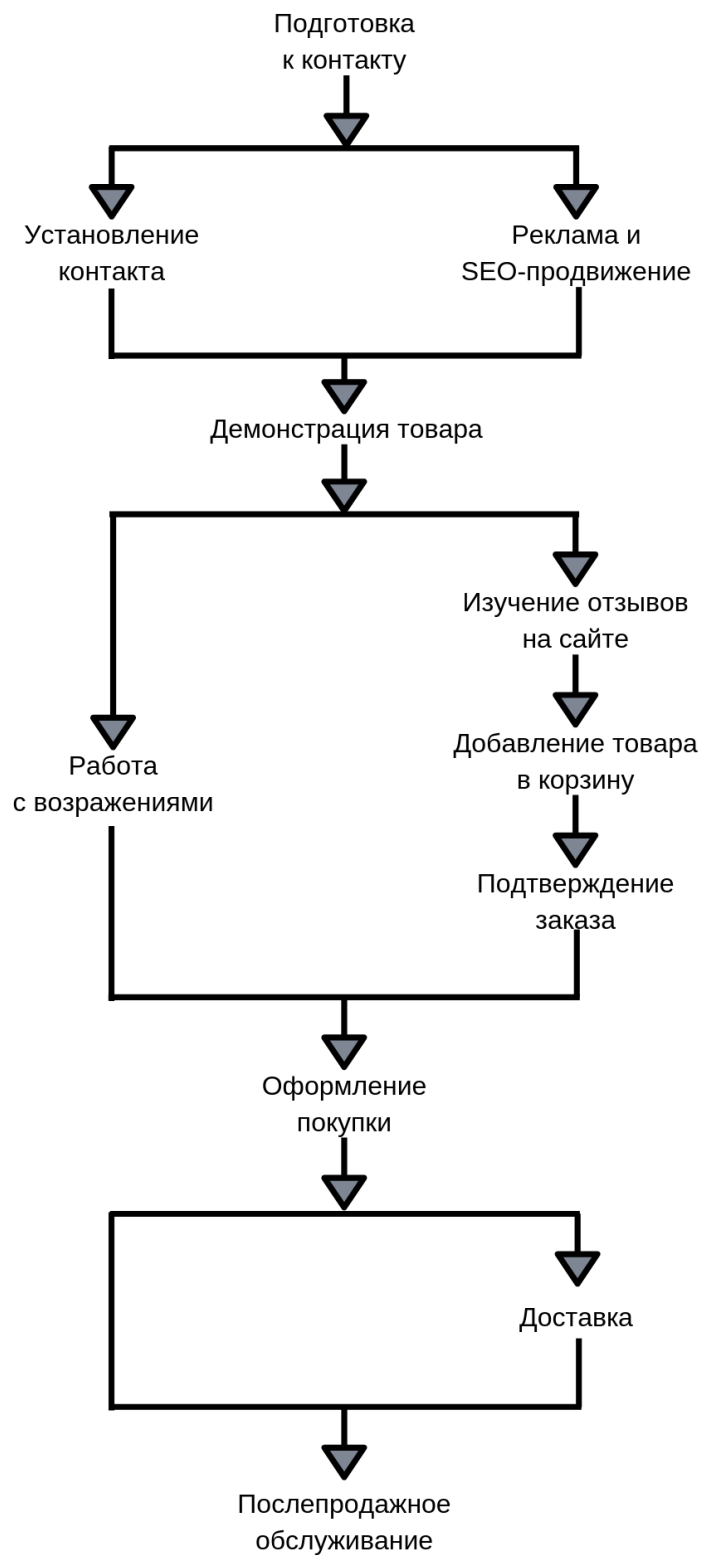 Подготовка
к контакту
Установление
контакта
Реклама и
SEO-продвижение
Демонстрация товара
Изучение отзывов
на сайте
Добавление товара
в корзину
Работа
с возражениями
Подтверждение
заказа
Оформление
покупки
Доставка
Послепродажное
обслуживание